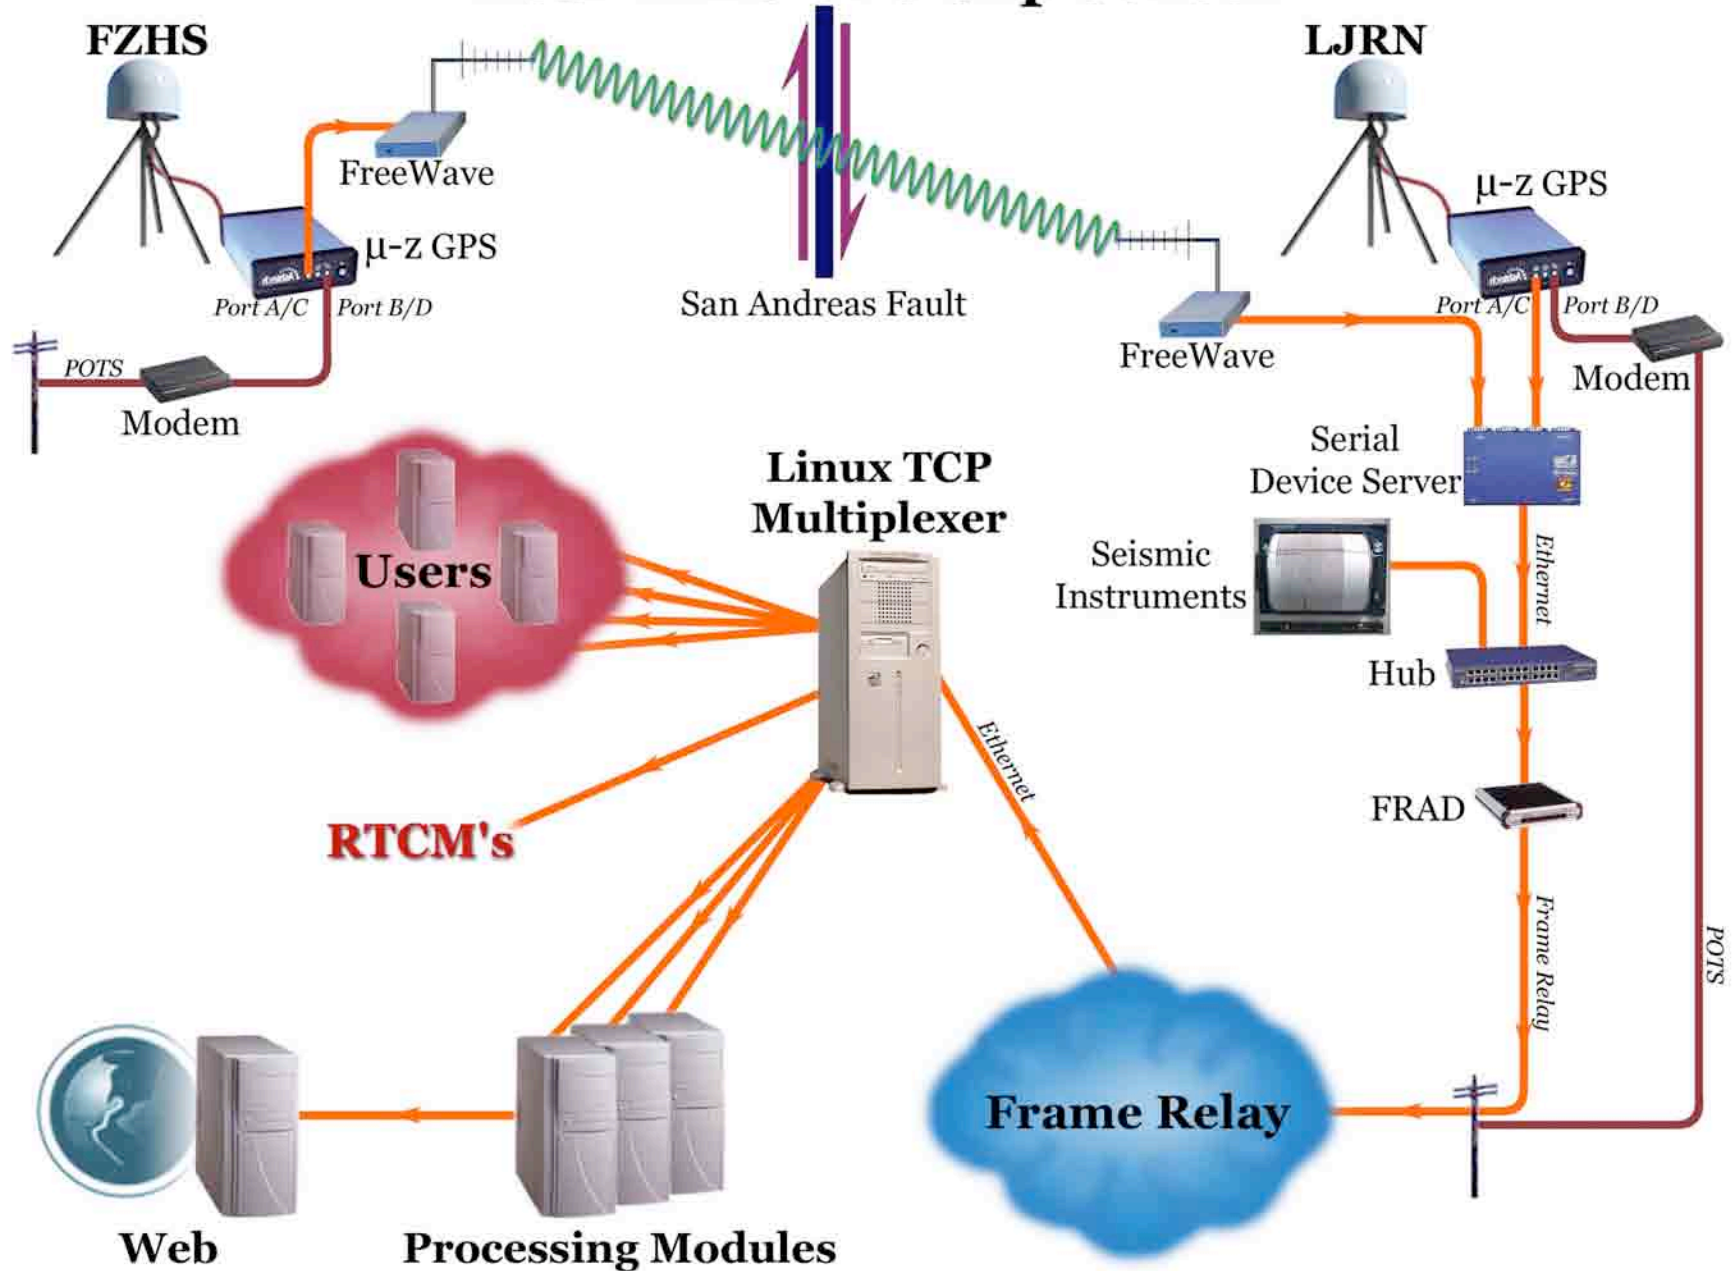 FZHS
LJRN
FreeWave
μ-z GPS
μ-z GPS
Port A/C
Port B/D
San Andreas Fault
Port A/C
Port B/D
POTS
Modem
FreeWave
Modem
Serial
Device Server
Linux TCP
Multiplexer
Users
Seismic
Instruments
Ethernet
Hub
Ethernet
FRAD
RTCM's
Frame Relay
POTS
Frame Relay
Web
Processing Modules